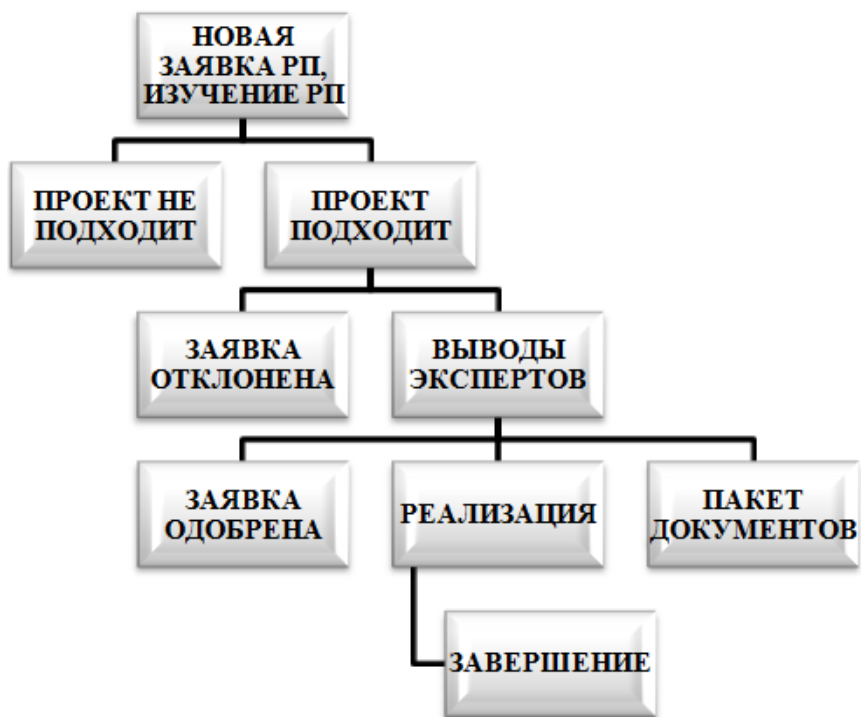 НОВАЯ
ЗАЯВКА РП,
ИЗУЧЕНИЕ РП
ПРОЕКТ НЕ
ПОДХОДИТ
ПРОЕКТ
ПОДХОДИТ
ЗАЯВКА
ОТКЛОНЕНА
ВЫВОДЫ
ЭКСПЕРТОВ
ЗАЯВКА
ОДОБРЕНА
РЕАЛИЗАЦИЯ
ПАКЕТ
ДОКУМЕНТОВ
ЗАВЕРШЕНИЕ